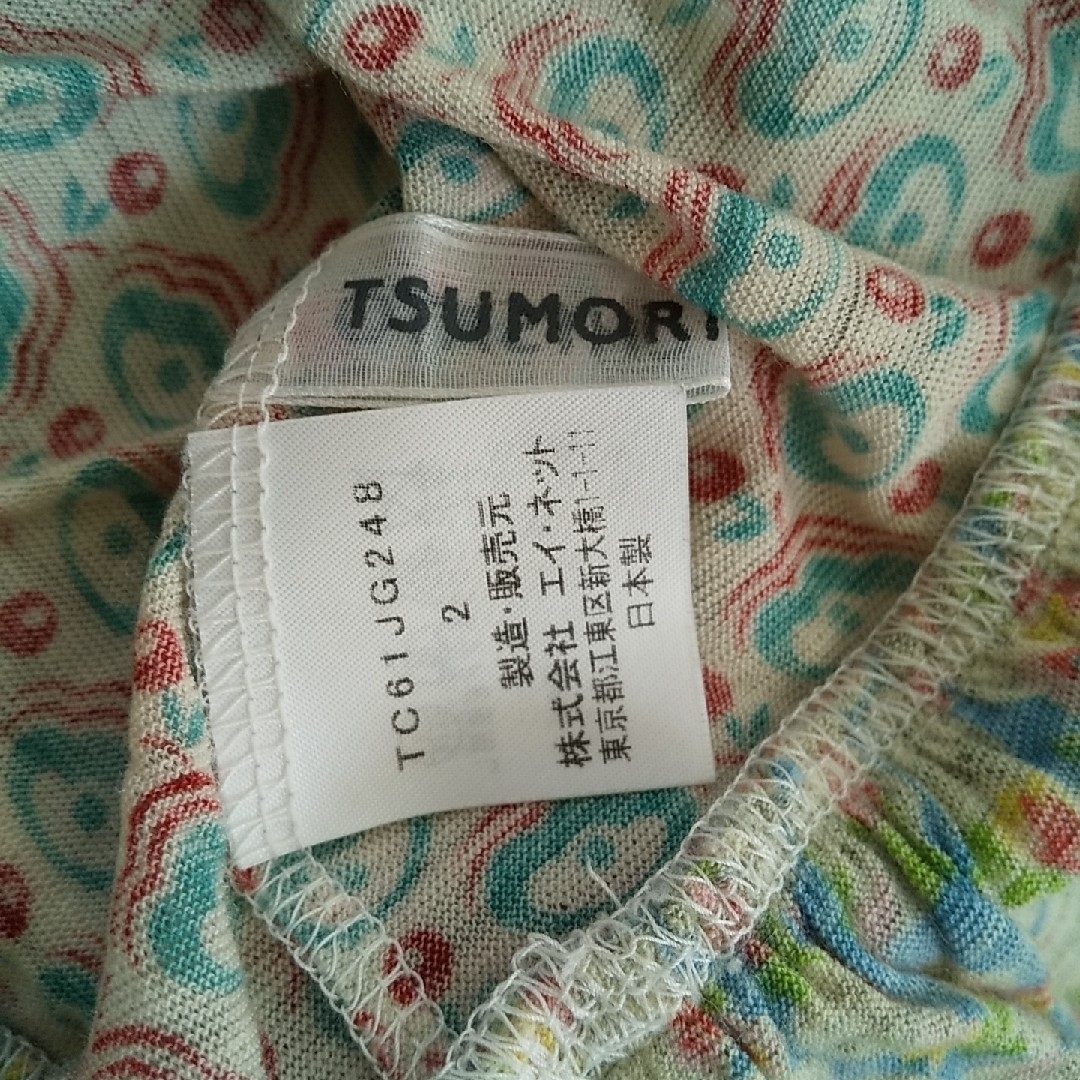 TSUMORI
TC61JG248
2
製造・販売元
株式会社 エイ・ネット
東京都江東区新大橋1-1-11
日本製